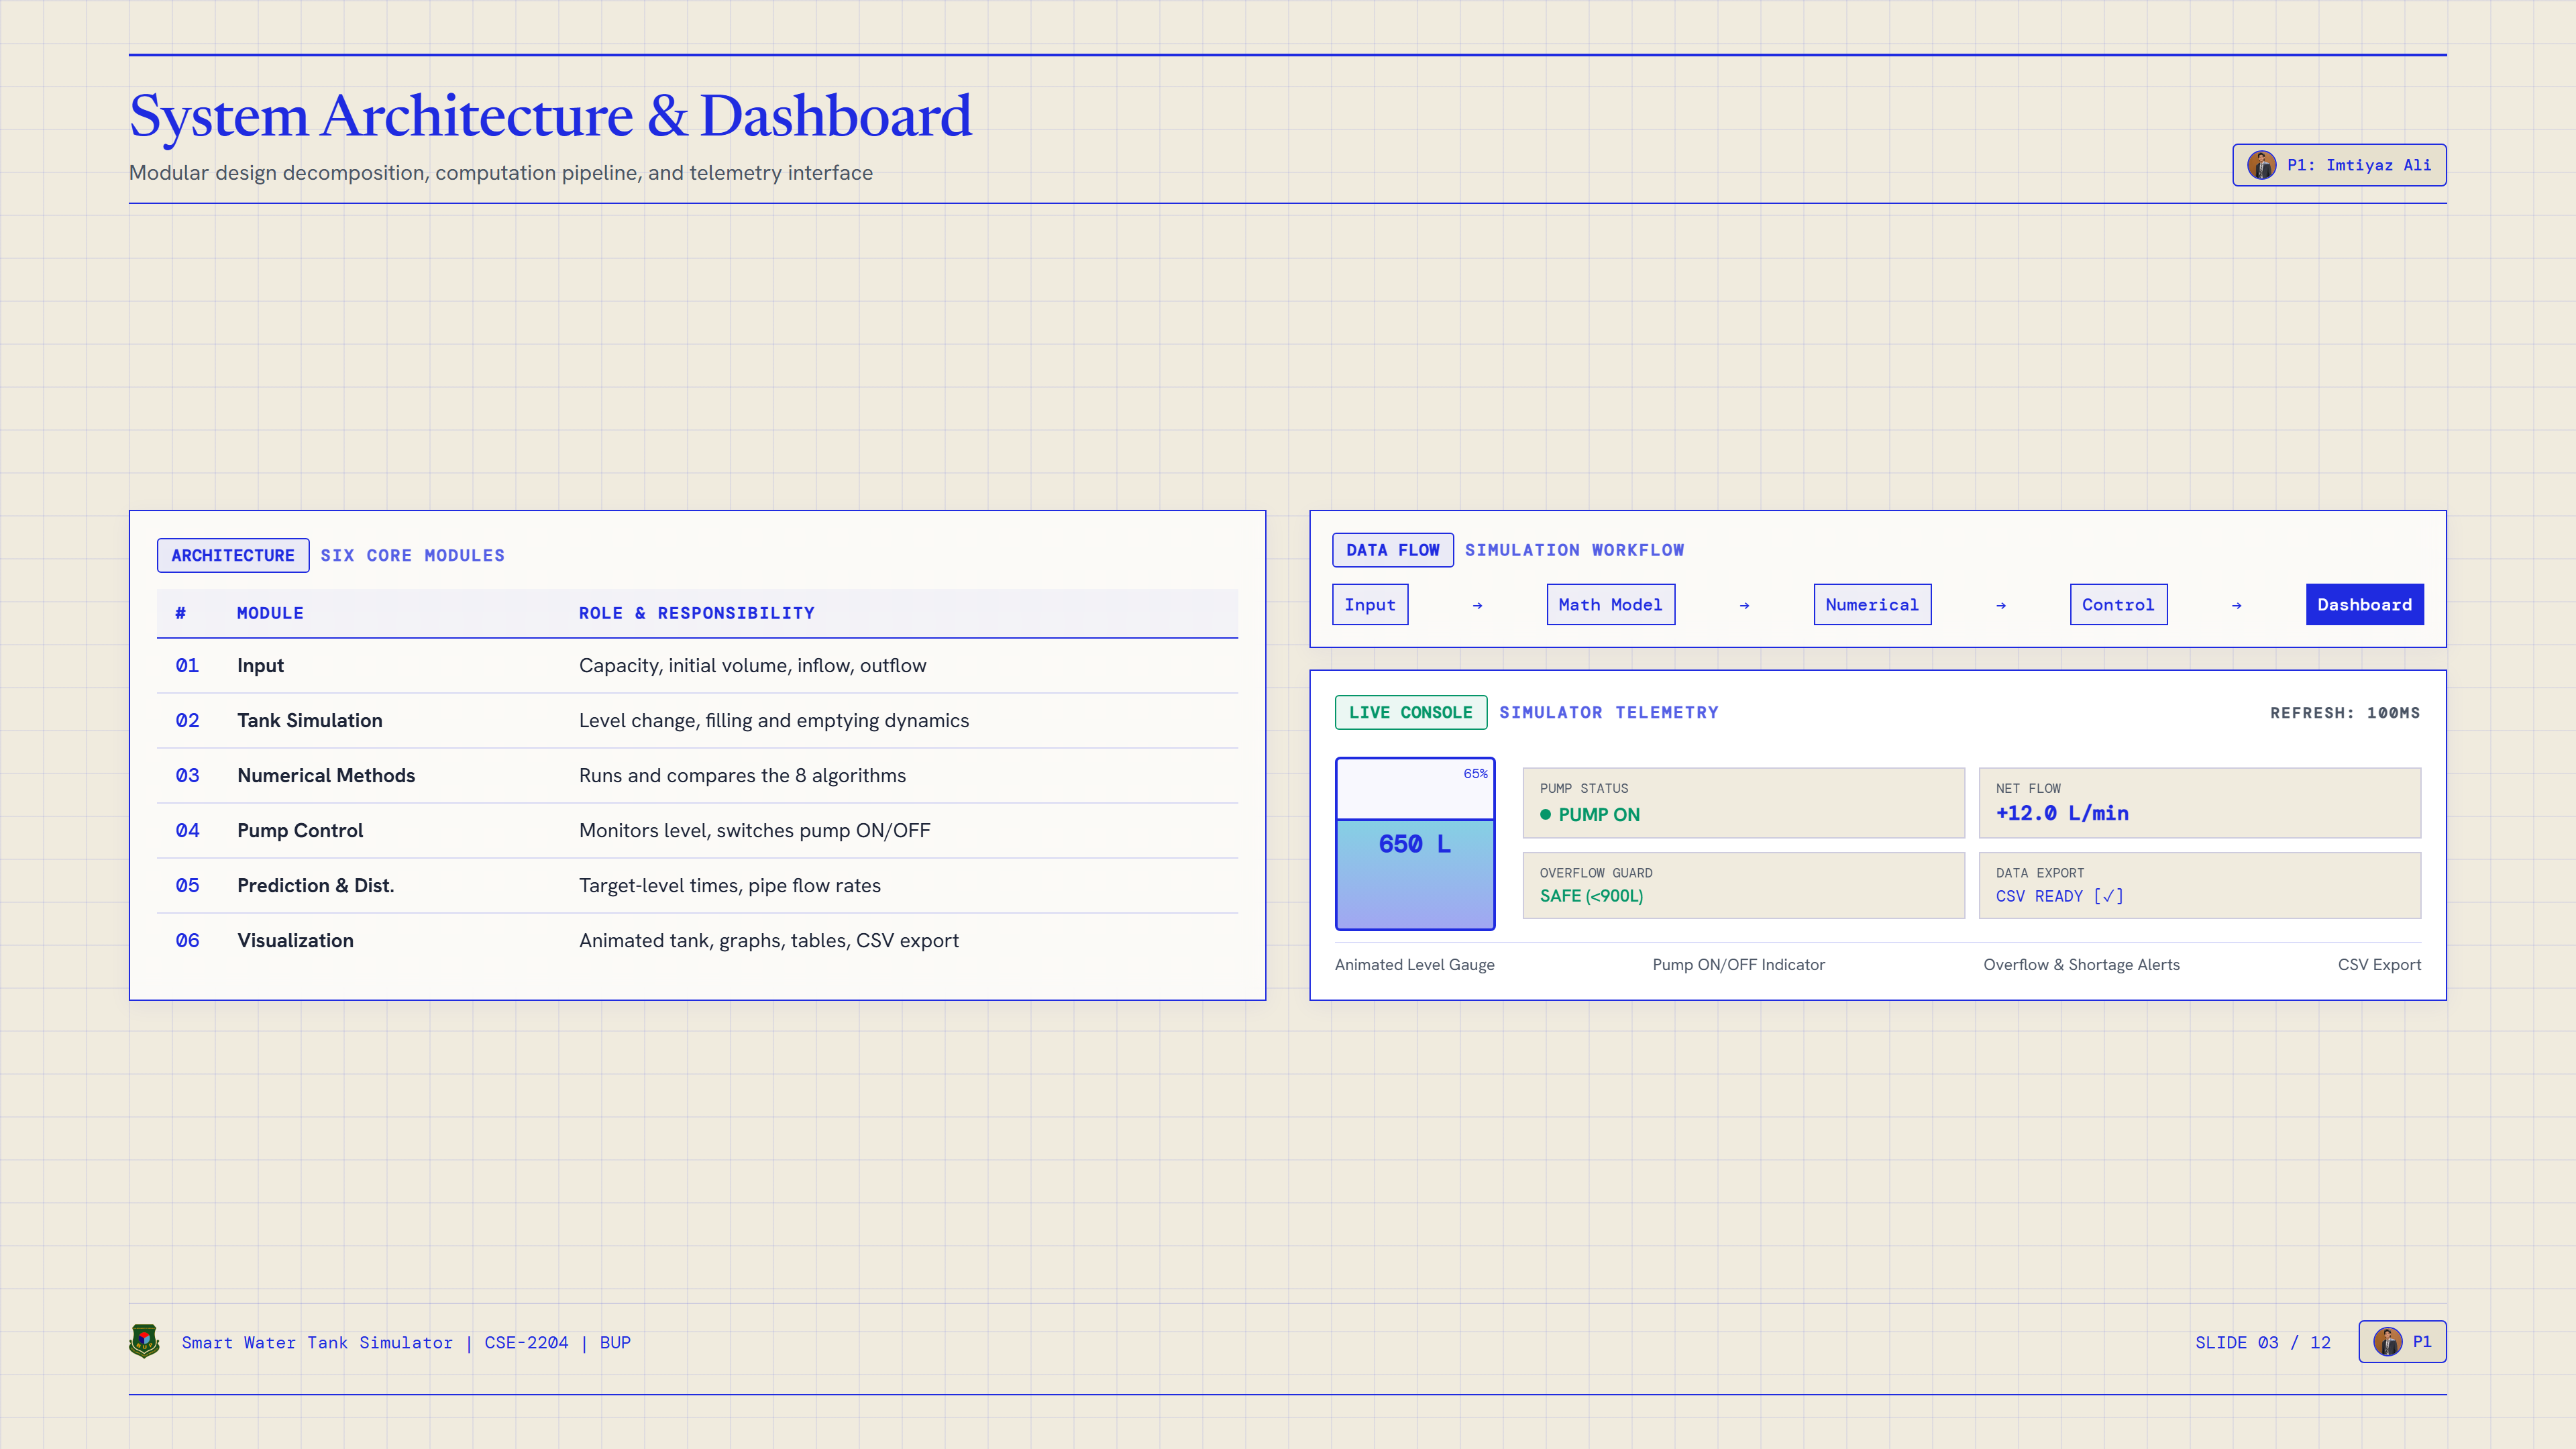 System Architecture & Dashboard
Modular design decomposition, computation pipeline, and telemetry interface
P1: Imtiyaz Ali
ARCHITECTURE SIX CORE MODULES
# MODULE ROLE & RESPONSIBILITY
01 Input Capacity, initial volume, inflow, outflow
02 Tank Simulation Level change, filling and emptying dynamics
03 Numerical Methods Runs and compares the 8 algorithms
04 Pump Control Monitors level, switches pump ON/OFF
05 Prediction & Dist. Target-level times, pipe flow rates
06 Visualization Animated tank, graphs, tables, CSV export
DATA FLOW SIMULATION WORKFLOW
Input → Math Model → Numerical → Control → Dashboard
LIVE CONSOLE SIMULATOR TELEMETRY REFRESH: 100MS
65%
650 L
PUMP STATUS
● PUMP ON
NET FLOW
+12.0 L/min
OVERFLOW GUARD
SAFE (<900L)
DATA EXPORT
CSV READY [✓]
Animated Level Gauge Pump ON/OFF Indicator Overflow & Shortage Alerts CSV Export
BUP
Smart Water Tank Simulator | CSE-2204 | BUP
SLIDE 03 / 12
P1